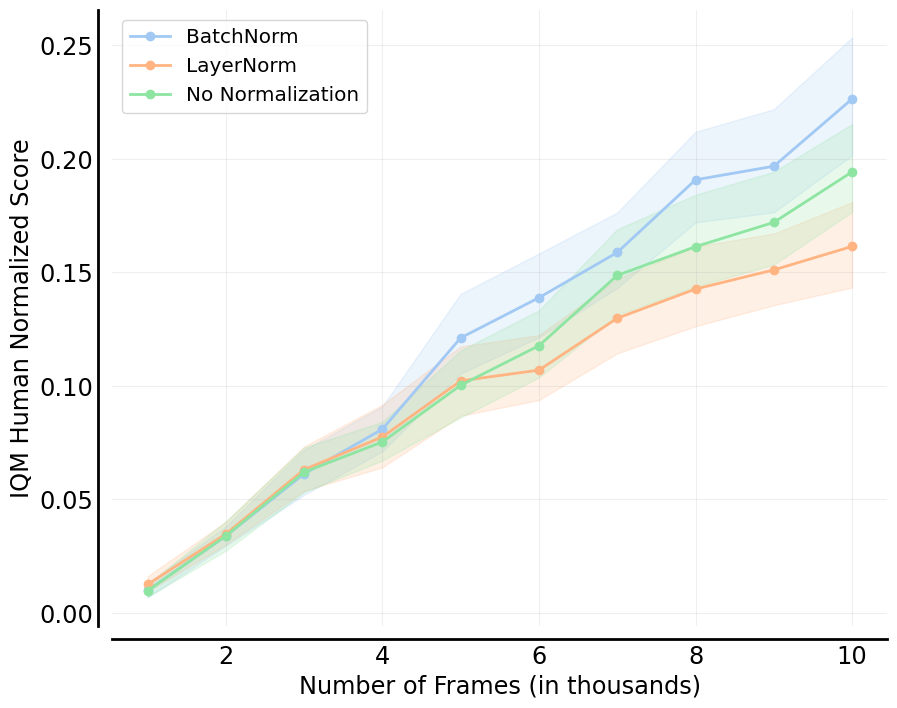 BatchNorm
LayerNorm
No Normalization
IQM Human Normalized Score
0.25
0.20
0.15
0.10
0.05
0.00
2 4 6 8 10
Number of Frames (in thousands)